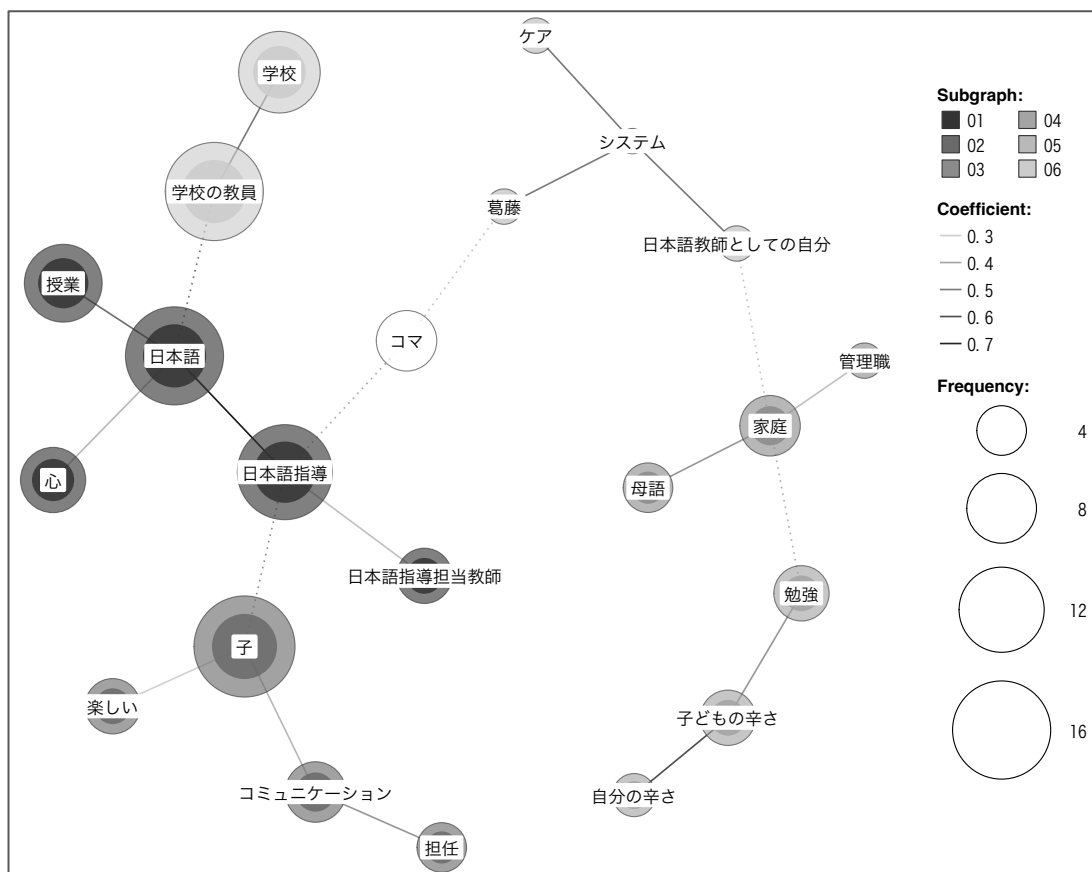 ケア
学校
システム
学校の教員
葛藤
日本語教師としての自分
授業
コマ
日本語
管理職
家庭
日本語指導
心
母語
日本語指導担当教師
勉強
子
楽しい
子どもの辛さ
コミュニケーション
自分の辛さ
担任
Subgraph:
01 04
02 05
03 06
Coefficient:
0.3
0.4
0.5
0.6
0.7
Frequency:
4
8
12
16